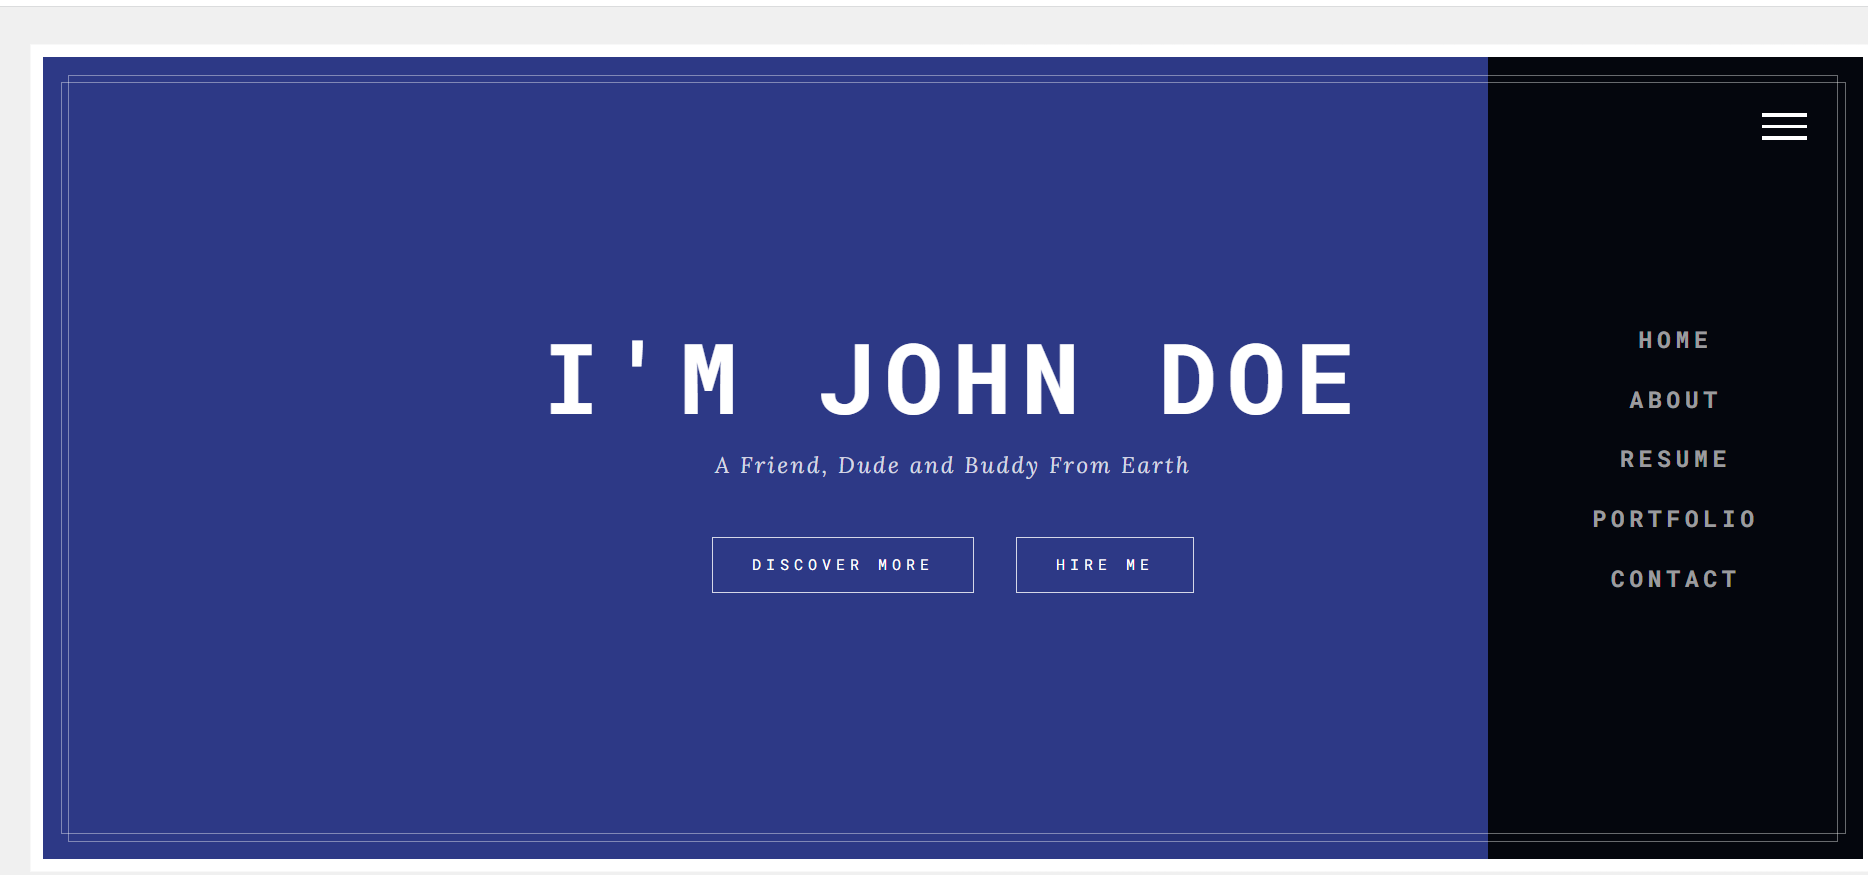 I'M JOHN DOE
A Friend, Dude and Buddy From Earth
DISCOVER MORE
HIRE ME
HOME
ABOUT
RESUME
PORTFOLIO
CONTACT